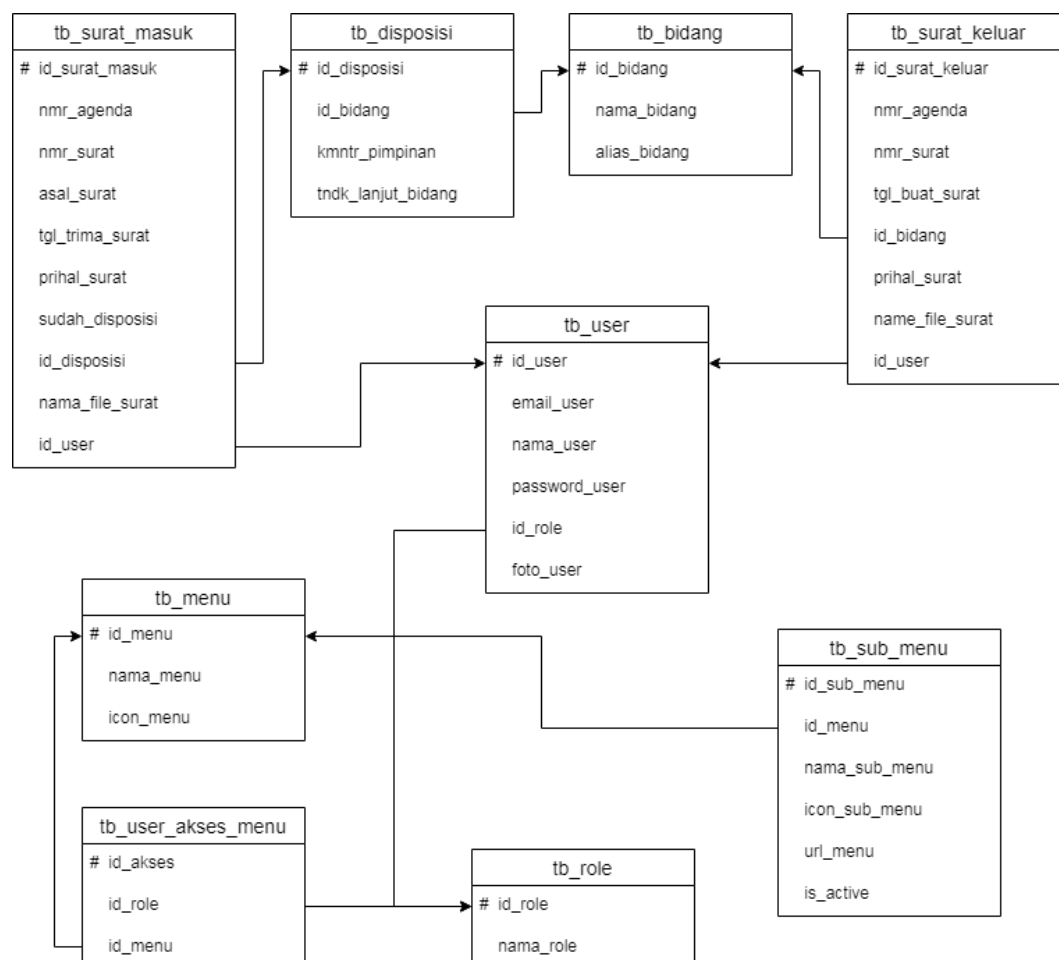 tb_surat_masuk
# id_surat_masuk
nmr_agenda
nmr_surat
asal_surat
tgl_trima_surat
prihal_surat
sudah_disposisi
id_disposisi
nama_file_surat
id_user
tb_disposisi
# id_disposisi
id_bidang
kmntr_pimpinan
tndk_lanjut_bidang
tb_bidang
# id_bidang
nama_bidang
alias_bidang
tb_surat_keluar
# id_surat_keluar
nmr_agenda
nmr_surat
tgl_buat_surat
id_bidang
prihal_surat
name_file_surat
id_user
tb_user
# id_user
email_user
nama_user
password_user
id_role
foto_user
tb_menu
# id_menu
nama_menu
icon_menu
tb_sub_menu
# id_sub_menu
id_menu
nama_sub_menu
icon_sub_menu
url_menu
is_active
tb_user_akses_menu
# id_akses
id_role
id_menu
tb_role
# id_role
nama_role